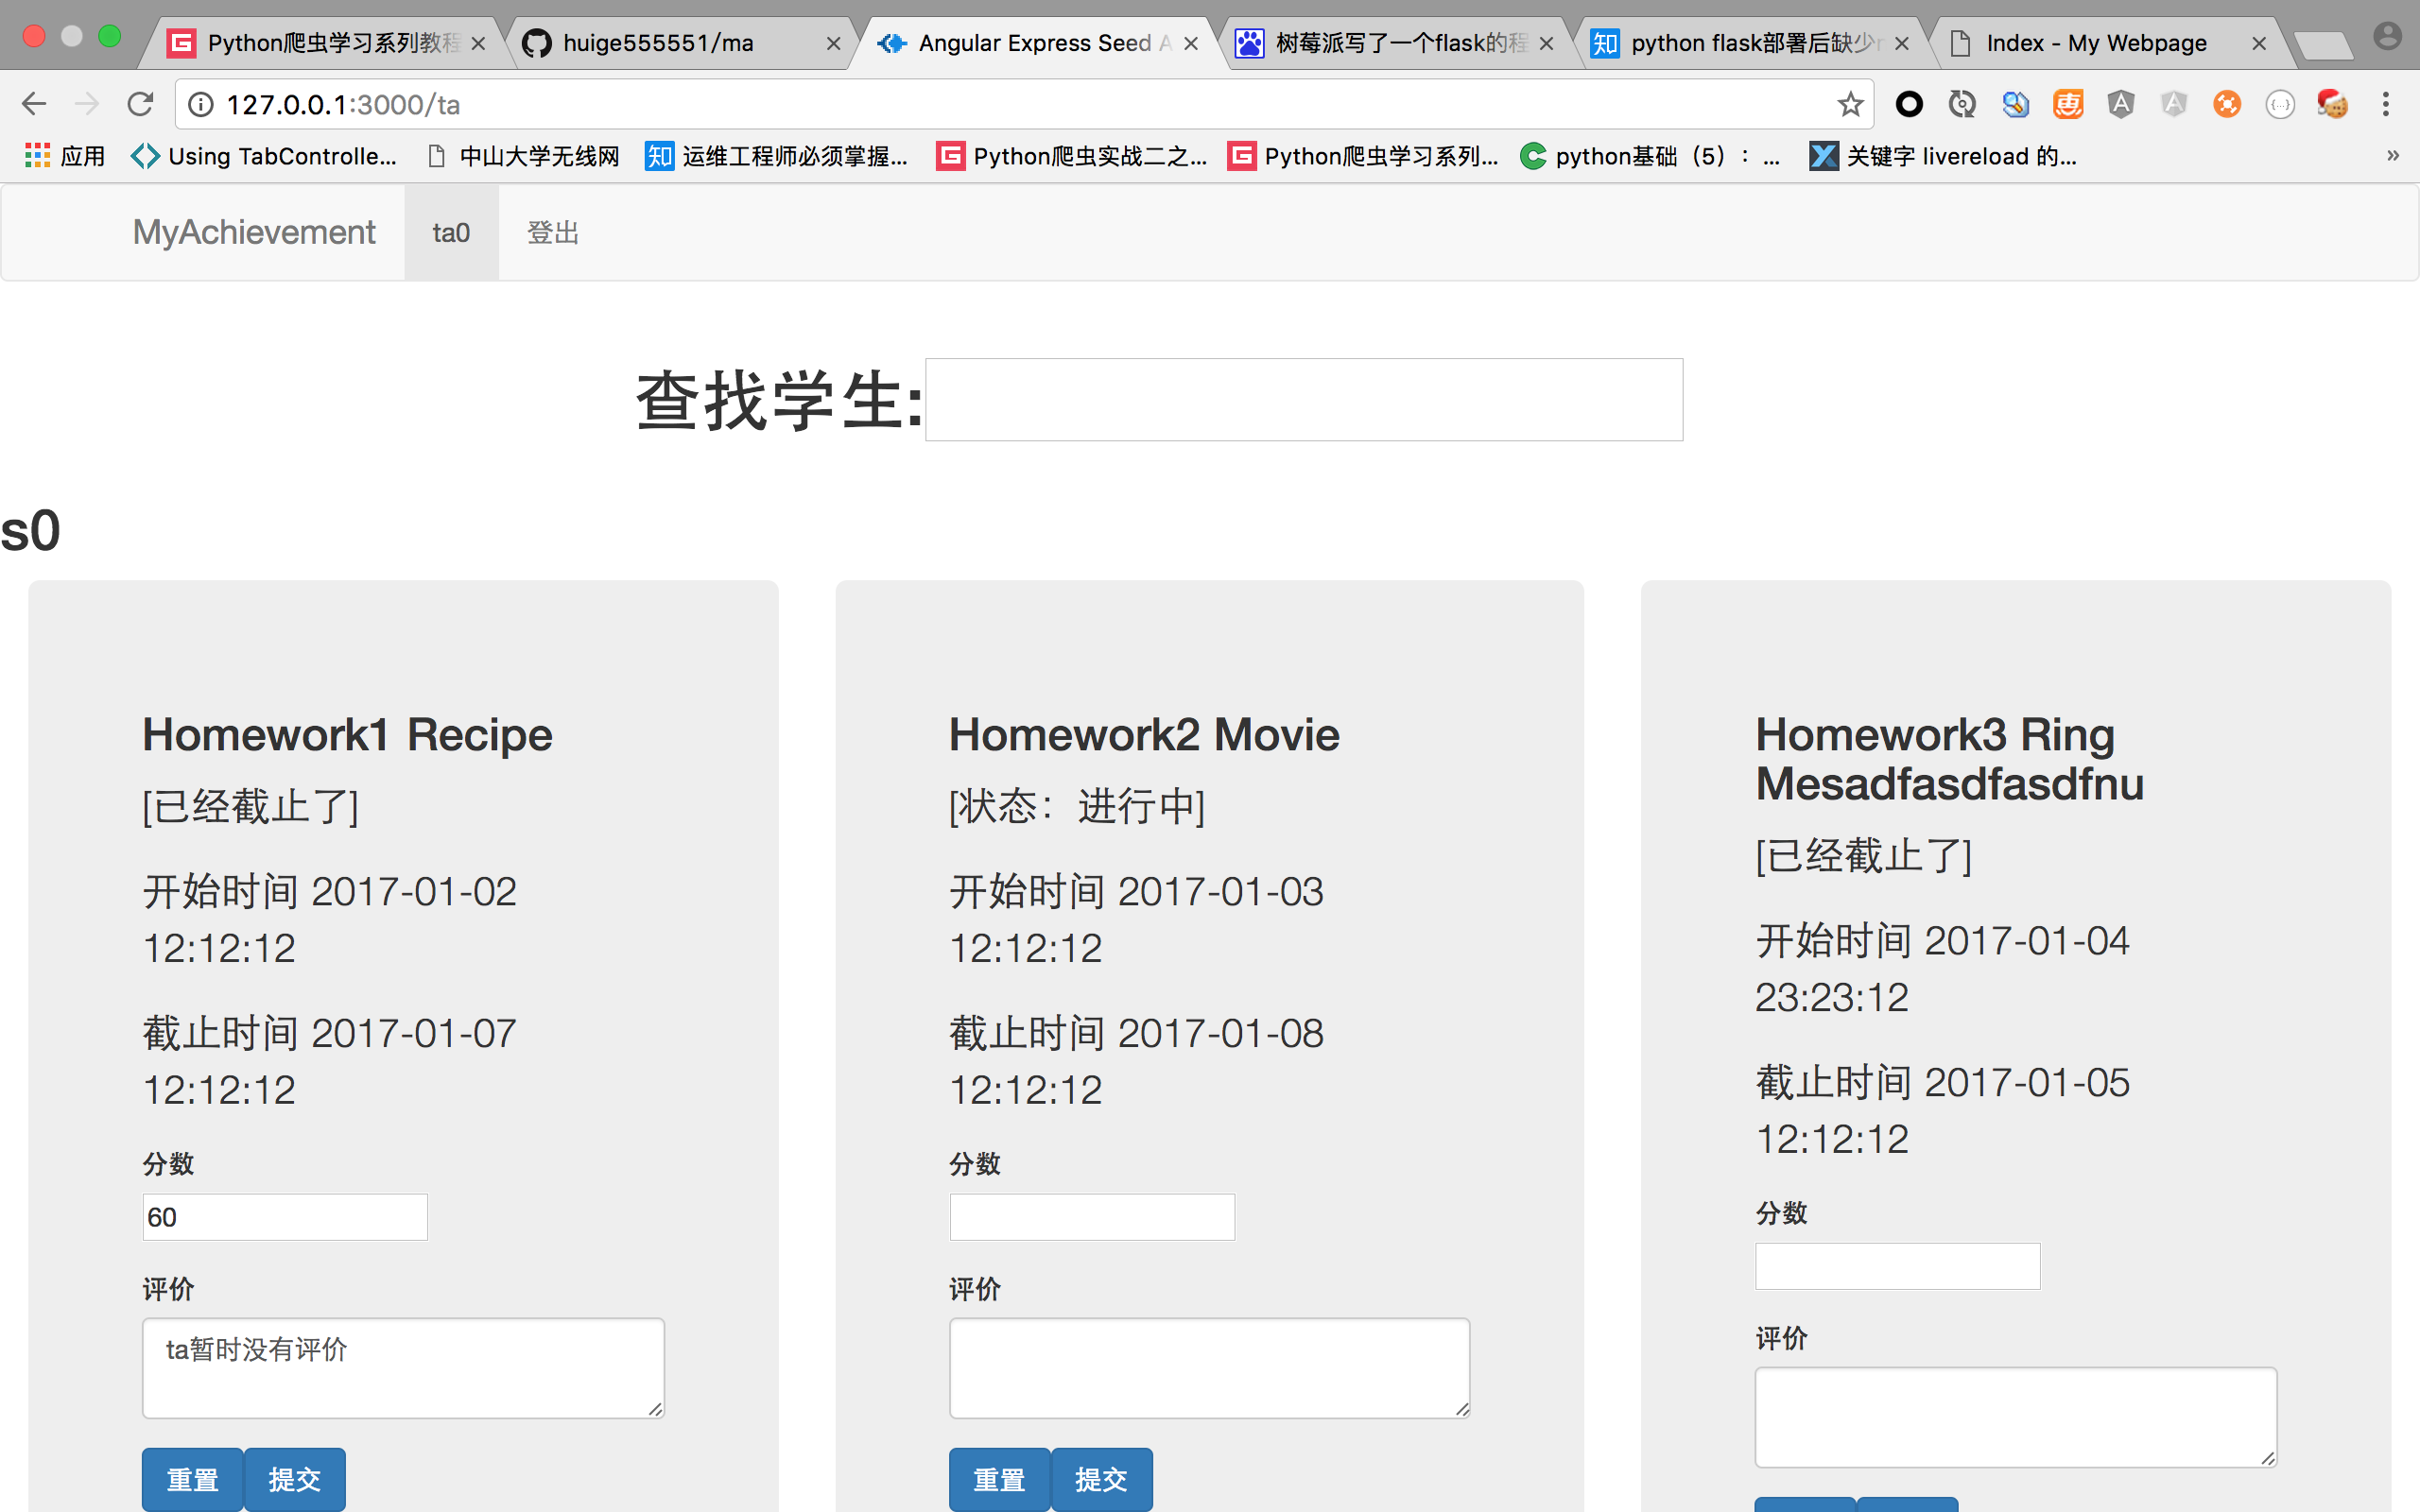 Python爬虫学习系列教程
huige555551/ma
Angular Express Seed A
树莓派写了一个flask的程
python flask部署后缺少
Index - My Webpage
127.0.0.1:3000/ta
应用
Using TabControlle...
中山大学无线网
知 运维工程师必须掌握...
Python爬虫实战二之...
Python爬虫学习系列...
python基础（5）：...
关键字 livereload 的...
»
MyAchievement ta0 登出
查找学生:
s0
Homework1 Recipe
[已经截止了]
开始时间 2017-01-02
12:12:12
截止时间 2017-01-07
12:12:12
分数
60
评价
ta暂时没有评价
重置 提交
Homework2 Movie
[状态：进行中]
开始时间 2017-01-03
12:12:12
截止时间 2017-01-08
12:12:12
分数
评价
重置 提交
Homework3 Ring
Mesadfasdfasdfnu
[已经截止了]
开始时间 2017-01-04
23:23:12
截止时间 2017-01-05
12:12:12
分数
评价